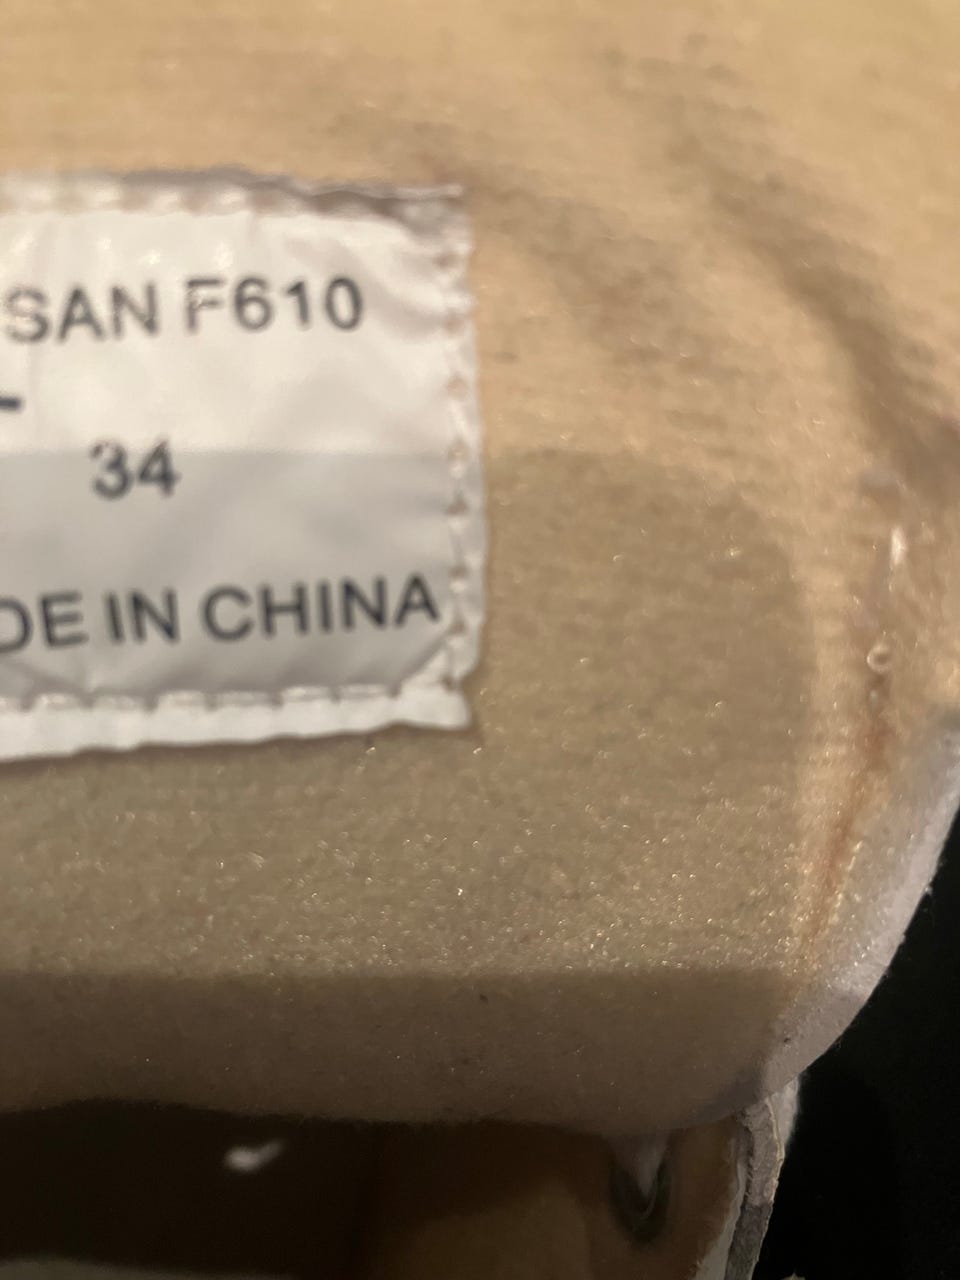 SAN F610
34
DE IN CHINA